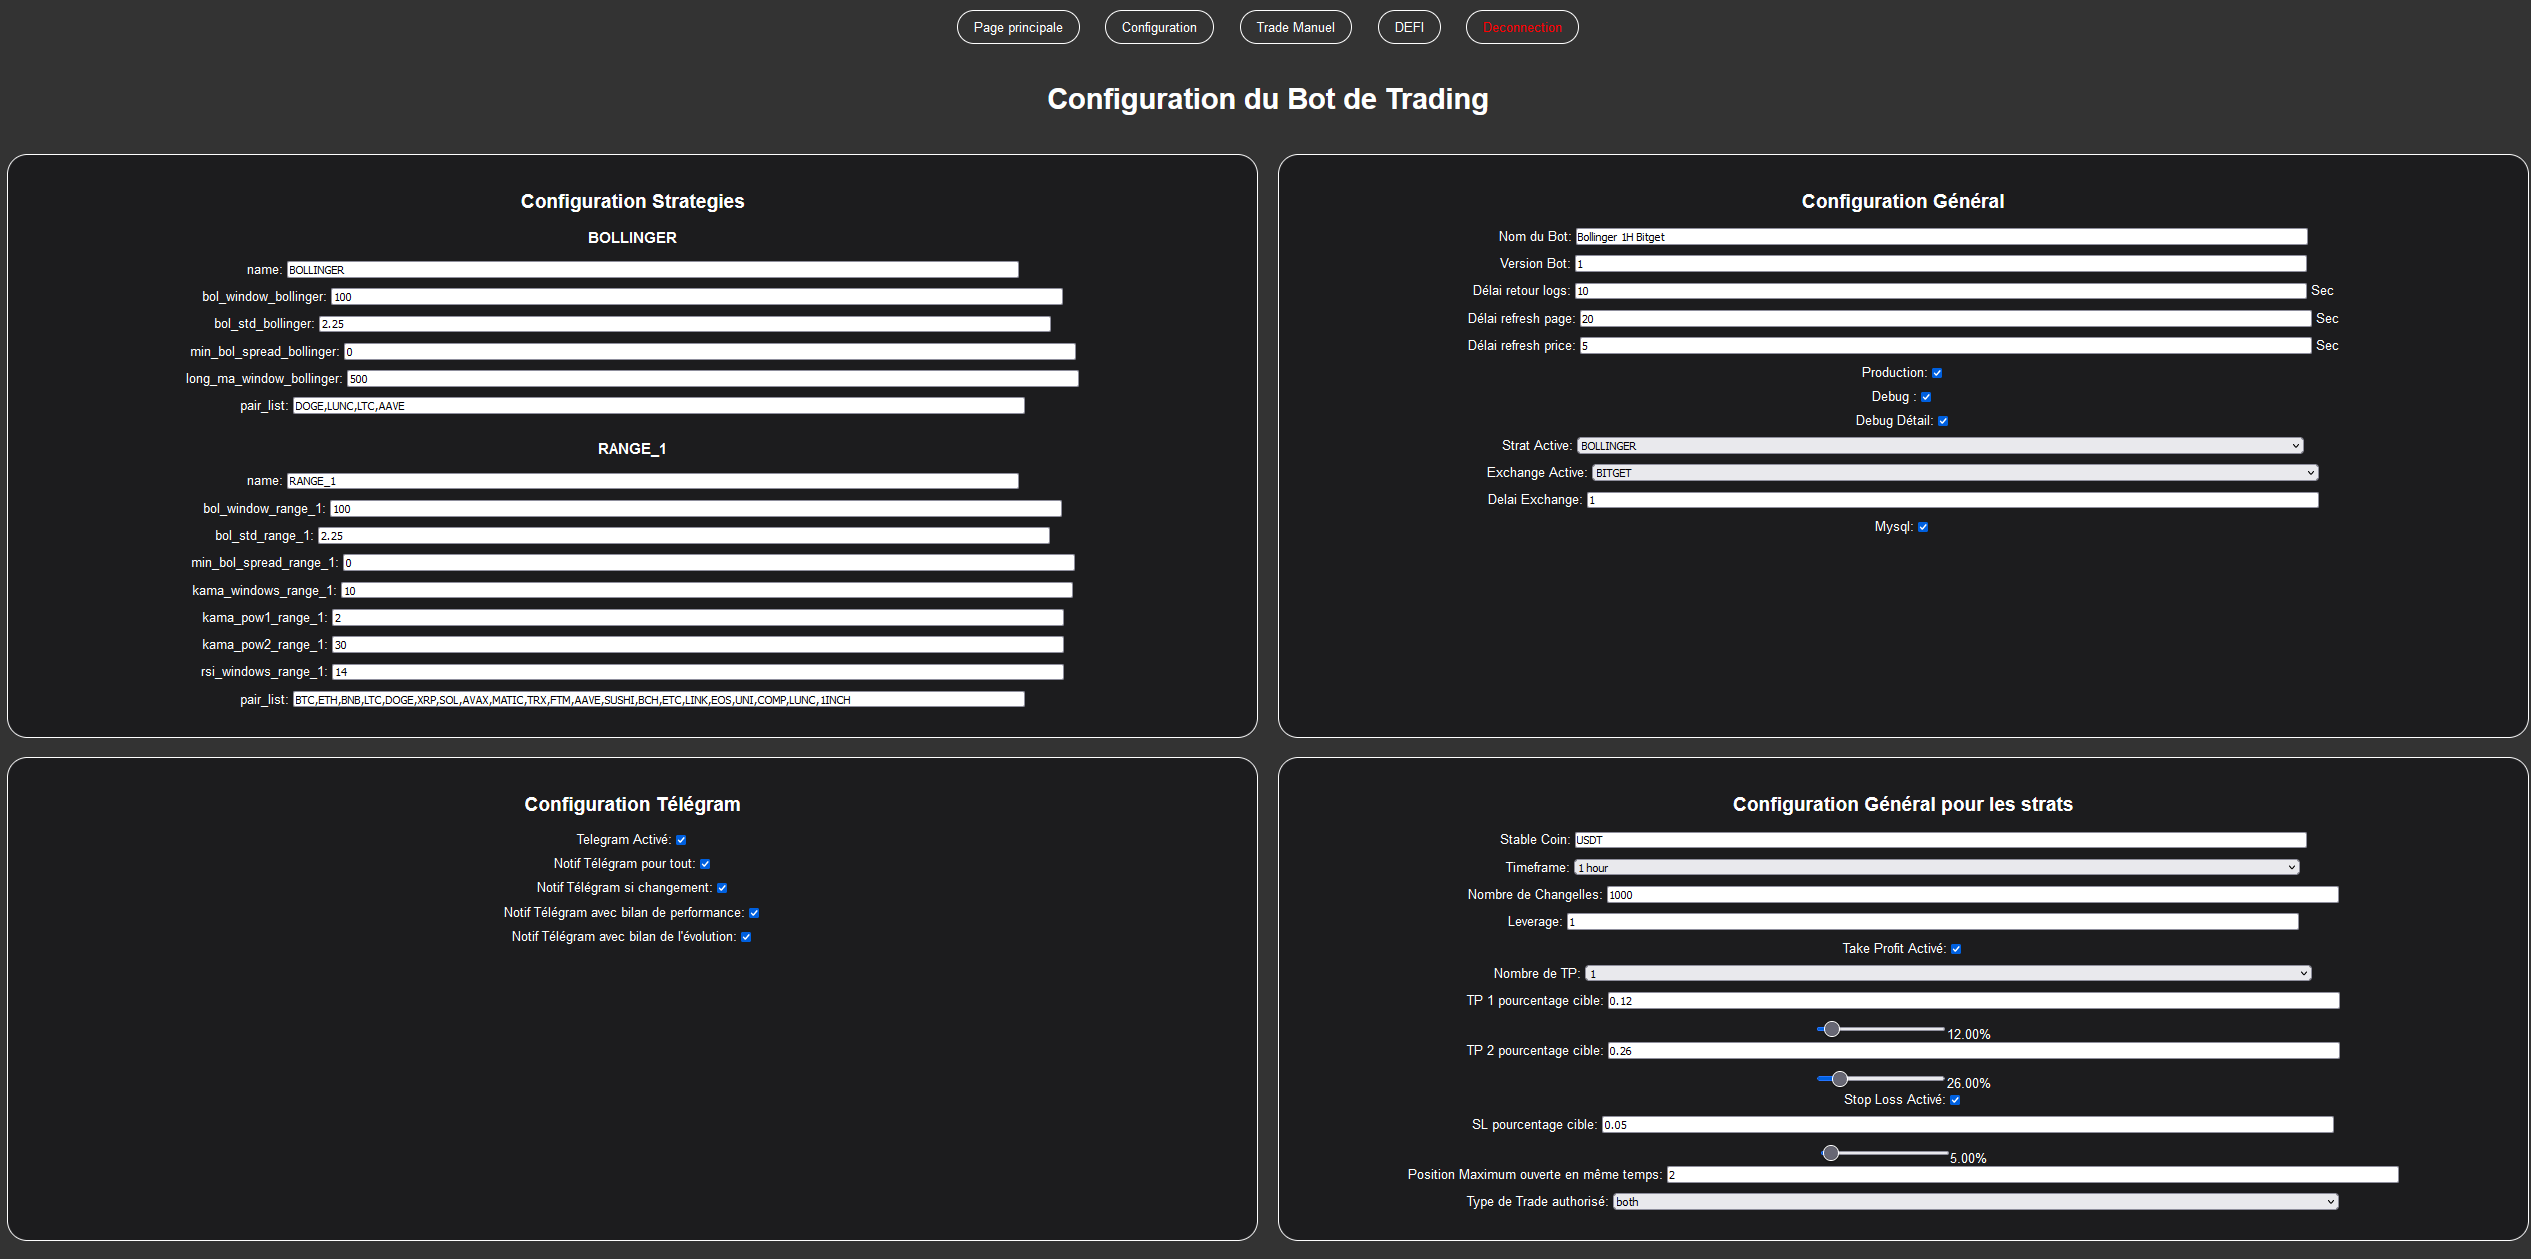 Page principale Configuration Trade Manuel DEFI Deconnection
Configuration du Bot de Trading
Configuration Strategies
BOLLINGER
name: BOLLINGER
bol_window_bollinger: 100
bol_std_bollinger: 2.25
min_bol_spread_bollinger: 0
long_ma_window_bollinger: 500
pair_list: DOGE,LUNC,LTC,AAVE
RANGE_1
name: RANGE_1
bol_window_range_1: 100
bol_std_range_1: 2.25
min_bol_spread_range_1: 0
kama_windows_range_1: 10
kama_pow1_range_1: 2
kama_pow2_range_1: 30
rsi_windows_range_1: 14
pair_list: BTC,ETH,BNB,LTC,DOGE,XRP,SOL,AVAX,MATIC,TRX,FTM,AAVE,SUSHI,BCH,ETC,LINK,EOS,UNI,COMP,LUNC,1INCH
Configuration Général
Nom du Bot: Bollinger 1H Bitget
Version Bot: 1
Délai retour logs: 10 Sec
Délai refresh page: 20 Sec
Délai refresh price: 5 Sec
Production:
Debug :
Debug Détail:
Strat Active: BOLLINGER
Exchange Active: BITGET
Delai Exchange: 1
Mysql:
Configuration Télégram
Telegram Activé:
Notif Télégram pour tout:
Notif Télégram si changement:
Notif Télégram avec bilan de performance:
Notif Télégram avec bilan de l'évolution:
Configuration Général pour les strats
Stable Coin: USDT
Timeframe: 1 hour
Nombre de Changelles: 1000
Leverage: 1
Take Profit Activé:
Nombre de TP: 1
TP 1 pourcentage cible: 0.12
12.00%
TP 2 pourcentage cible: 0.26
26.00%
Stop Loss Activé:
SL pourcentage cible: 0.05
5.00%
Position Maximum ouverte en même temps: 2
Type de Trade authorisé: both